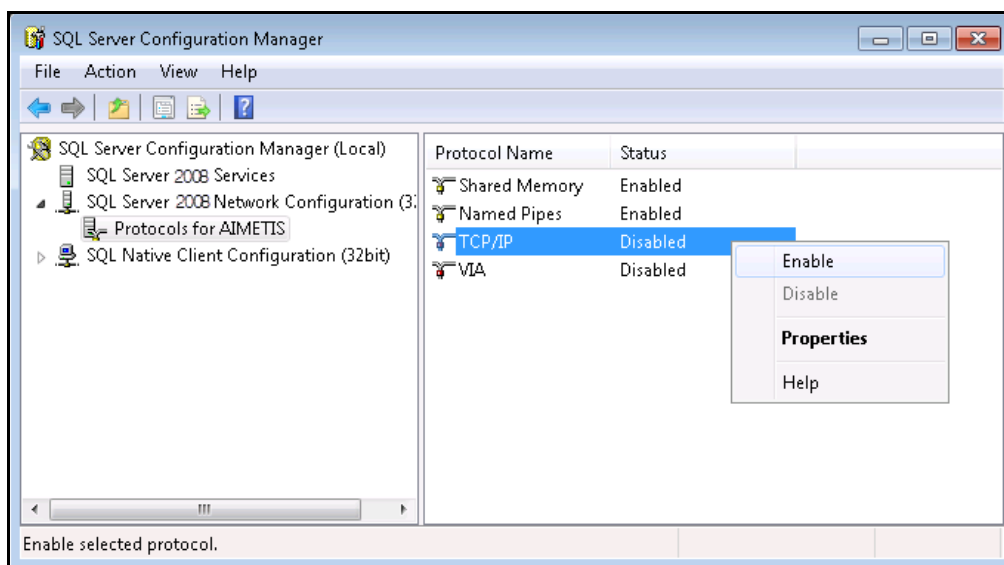 SQL Server Configuration Manager
File Action View Help
SQL Server Configuration Manager (Local)
SQL Server 2008 Services
SQL Server 2008 Network Configuration (3
Protocols for AIMETIS
SQL Native Client Configuration (32bit)
Protocol Name Status
Shared Memory Enabled
Named Pipes Enabled
TCP/IP Disabled
VIA Disabled
Enable
Disable
Properties
Help
Enable selected protocol.